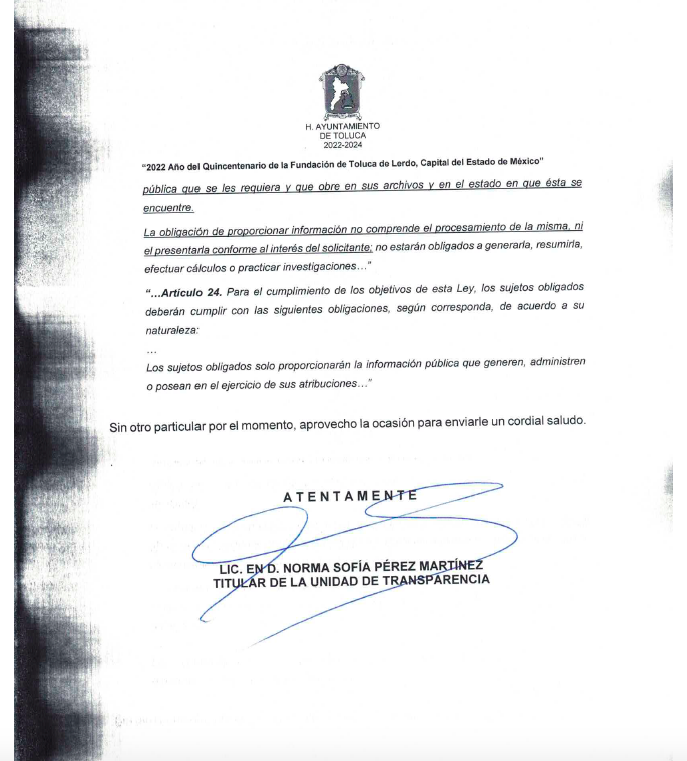 H. AYUNTAMIENTO
DE TOLUCA
2022-2024
"2022 Año del Quincentenario de la Fundación de Toluca de Lerdo, Capital del Estado de México"
pública que se les requiera y que obre en sus archivos y en el estado en que ésta se
encuentre.
La obligación de proporcionar información no comprende el procesamiento de la misma, ni
el presentarla conforme al interés del solicitante; no estarán obligados a generarla, resumirla,
efectuar cálculos o practicar investigaciones…"
"…Artículo 24. Para el cumplimiento de los objetivos de esta Ley, los sujetos obligados
deberán cumplir con las siguientes obligaciones, según corresponda, de acuerdo a su
naturaleza:
…
Los sujetos obligados solo proporcionarán la información pública que generen, administren
o posean en el ejercicio de sus atribuciones…"
Sin otro particular por el momento, aprovecho la ocasión para enviarle un cordial saludo.
ATENTAMENTE
LIC. EN D. NORMA SOFÍA PÉREZ MARTÍNEZ
TITULAR DE LA UNIDAD DE TRANSPARENCIA